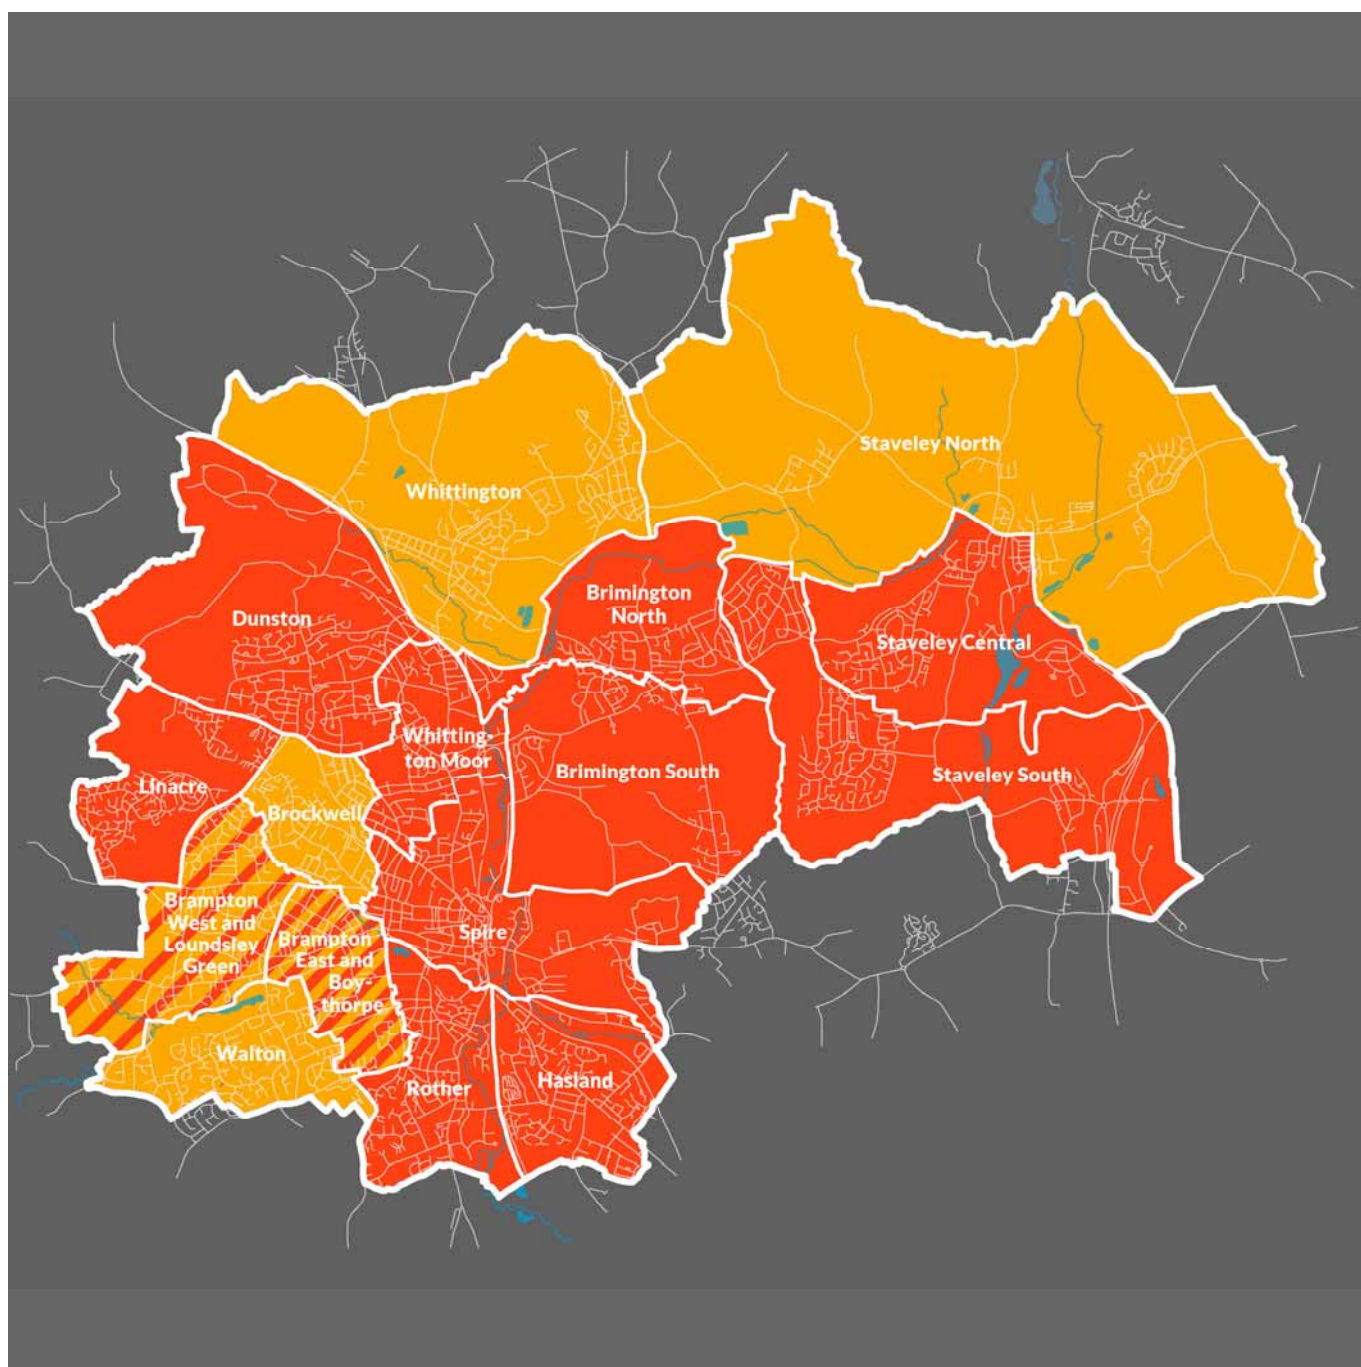 Staveley North
Whittington
Brimington
North
Dunston
Staveley Central
Whitting-
ton Moor
Brimington South
Staveley South
Linacre
Brockwell
Brampton
West and
Loundsley
Green
Brampton
East and
Boy-
thorpe
Spire
Walton
Rother
Hasland